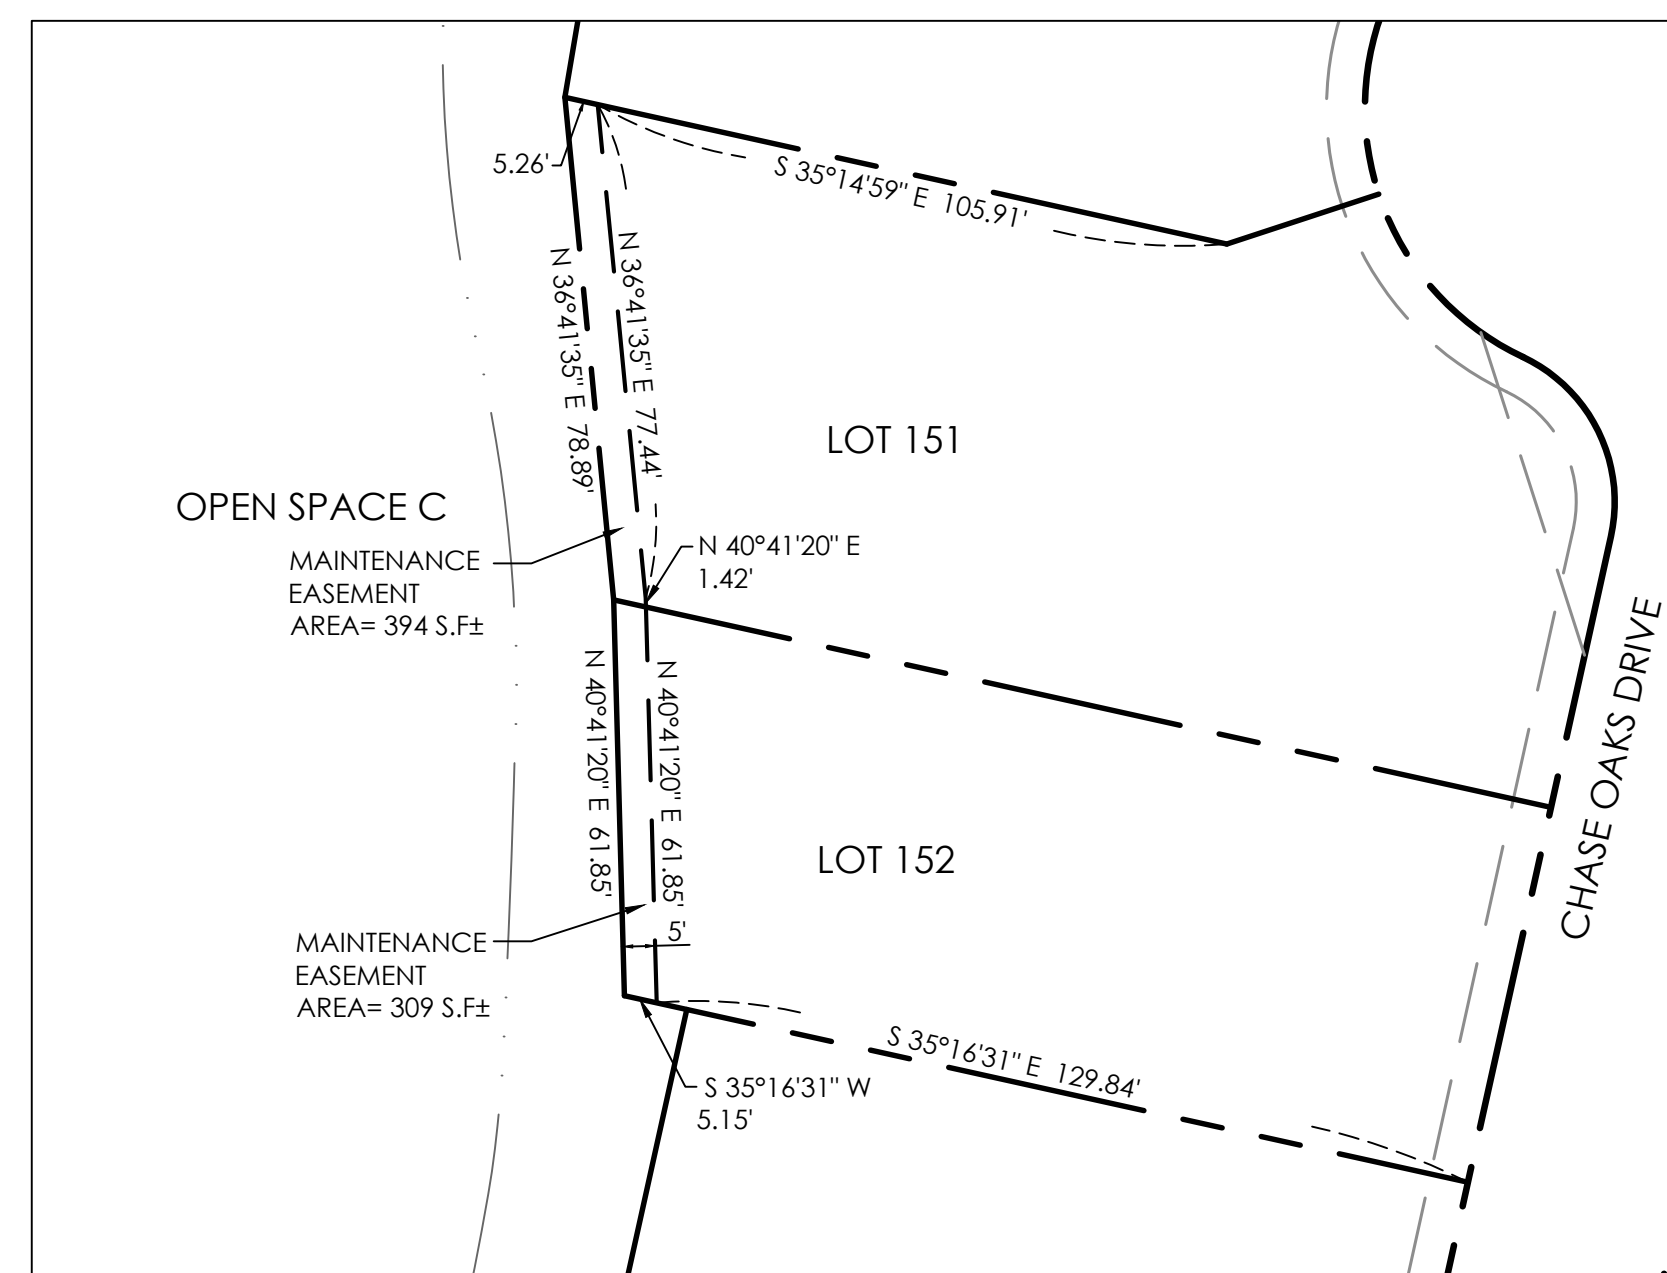 5.26'
S 35°14'59" E 105.91'
N 36°41'35" E 78.89'
N 36°41'35" E 77.44'
LOT 151
OPEN SPACE C
MAINTENANCE
EASEMENT
AREA= 394 S.F±
N 40°41'20" E
1.42'
CHASE OAKS DRIVE
N 40°41'20" E 61.85'
N 40°41'20" E 61.85'
LOT 152
MAINTENANCE
EASEMENT
AREA= 309 S.F±
5'
S 35°16'31" E 129.84'
S 35°16'31" W
5.15'